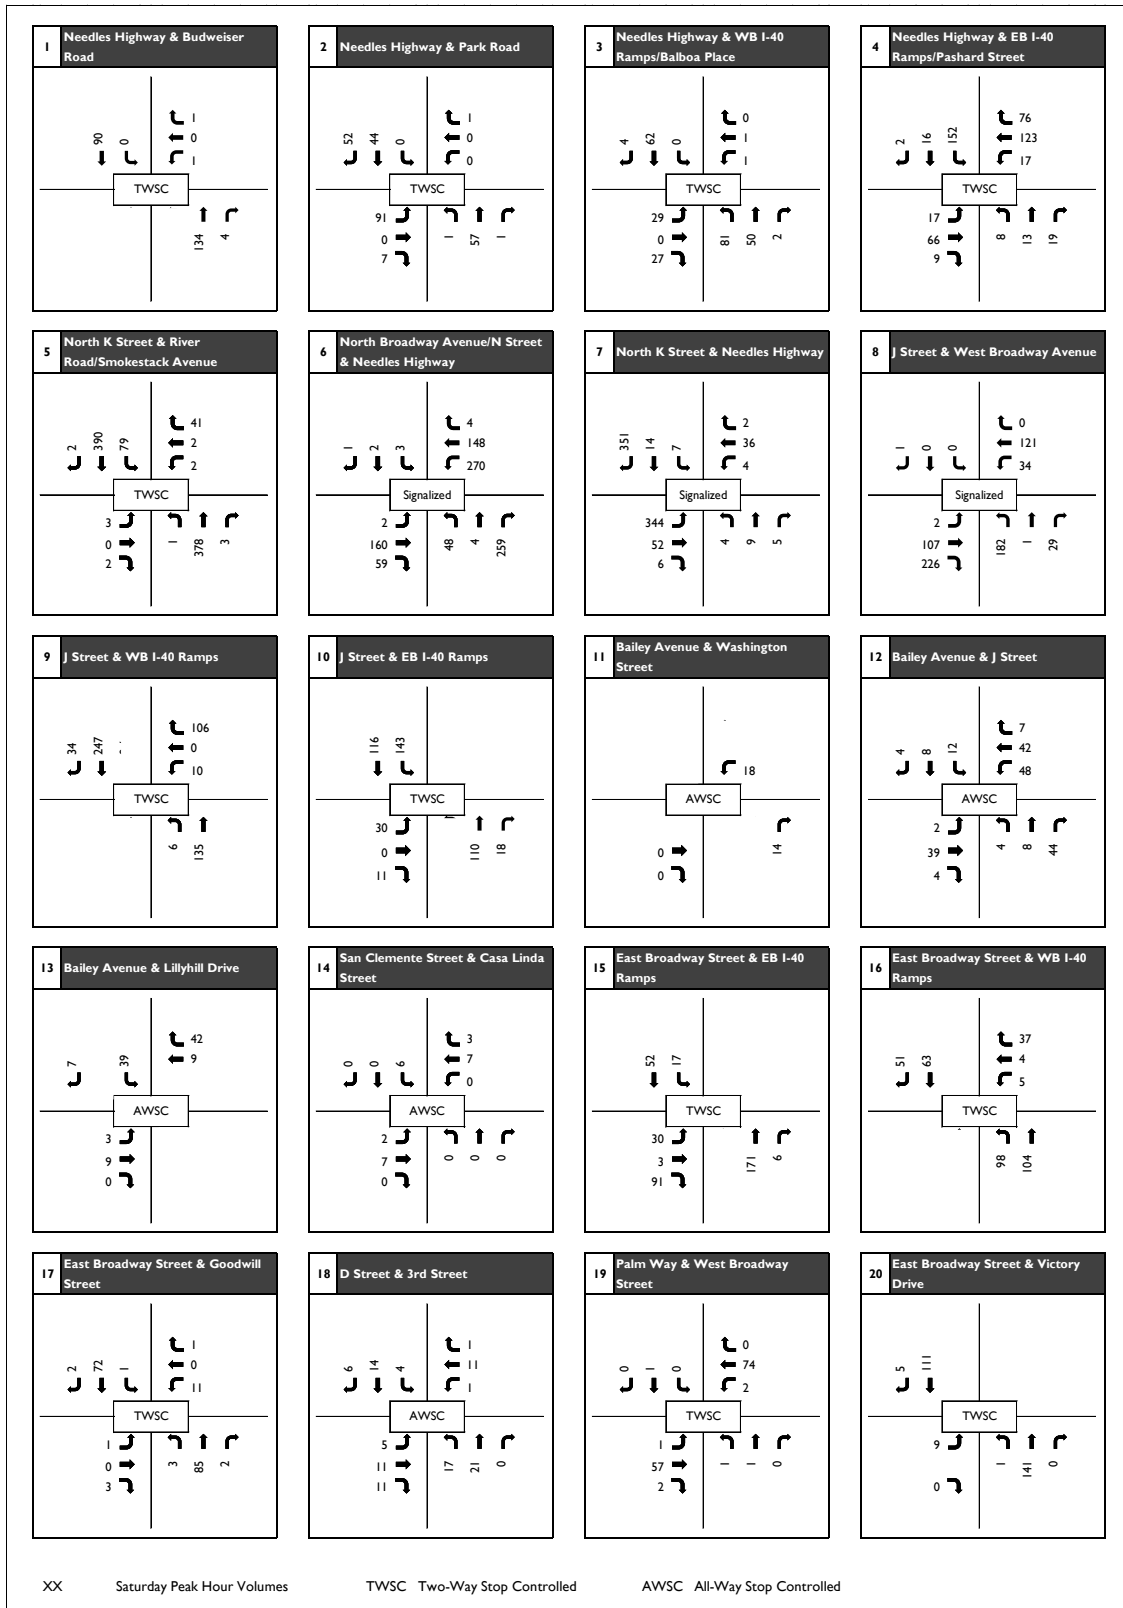 1 Needles Highway & Budweiser
Road
90 0
1
0
1
TWSC
134 4
2 Needles Highway & Park Road
52 44 0
1
0
0
TWSC
91
0
7
1 57 1
3 Needles Highway & WB I-40
Ramps/Balboa Place
4 62 0
0
1
1
TWSC
29
0
27
81 50 2
4 Needles Highway & EB I-40
Ramps/Pashard Street
2 16 152
76
123
17
TWSC
17
66
9
8 13 19
5 North K Street & River
Road/Smokestack Avenue
2 390 79
41
2
2
TWSC
3
0
2
1 378 3
6 North Broadway Avenue/N Street
& Needles Highway
1 2 3
4
148
270
Signalized
2
160
59
48 4 259
7 North K Street & Needles Highway
351 14 7
2
36
4
Signalized
344
52
6
4 9 5
8 J Street & West Broadway Avenue
1 0 0
0
121
34
Signalized
2
107
226
182 1 29
9 J Street & WB I-40 Ramps
34 247
106
0
10
TWSC
6 135
10 J Street & EB I-40 Ramps
116 143
TWSC
30
0
11
110 18
11 Bailey Avenue & Washington
Street
18
AWSC
0
0
14
12 Bailey Avenue & J Street
4 8 12
7
42
48
AWSC
2
39
4
4 8 44
13 Bailey Avenue & Lillyhill Drive
7 39
42
9
AWSC
3
9
0
14 San Clemente Street & Casa Linda
Street
0 0 6
3
7
0
AWSC
2
7
0
0 0 0
15 East Broadway Street & EB I-40
Ramps
52 17
TWSC
30
3
91
171 6
16 East Broadway Street & WB I-40
Ramps
51 63
37
4
5
TWSC
98 104
17 East Broadway Street & Goodwill
Street
2 72 1
1
0
11
TWSC
1
0
3
3 85 2
18 D Street & 3rd Street
6 14 4
1
11
1
AWSC
5
11
11
17 21 0
19 Palm Way & West Broadway
Street
0 1 0
0
74
2
TWSC
1
57
2
1 1 0
20 East Broadway Street & Victory
Drive
5 111
TWSC
9
0
1 141 0
XX Saturday Peak Hour Volumes TWSC Two-Way Stop Controlled AWSC All-Way Stop Controlled